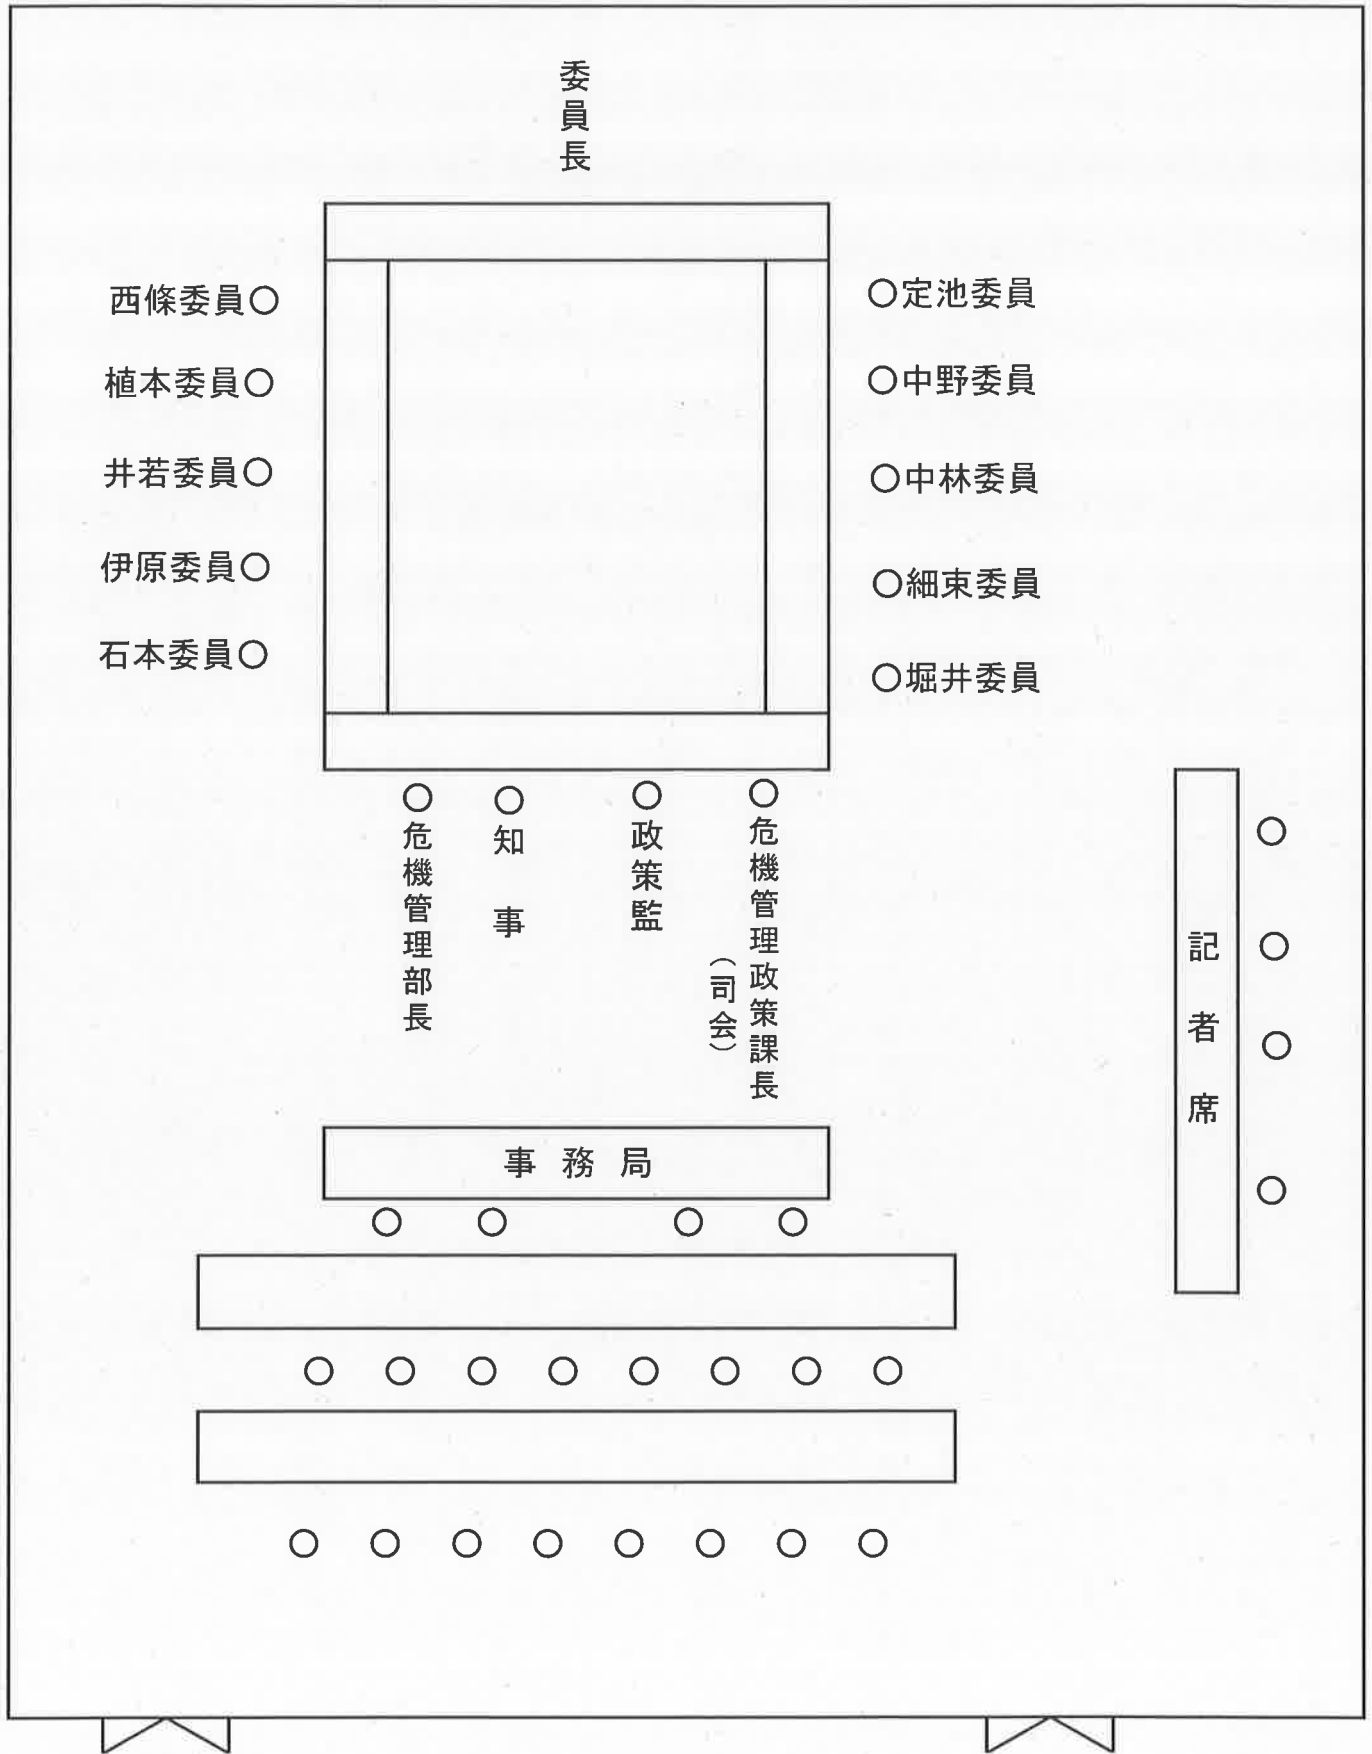 委員長
西條委員○
○定池委員
植本委員○
○中野委員
井若委員○
○中林委員
伊原委員○
○細束委員
石本委員○
○堀井委員
○危機管理部長
○知事
○政策監
○危機管理政策課長
（司会）
記者席
事務局